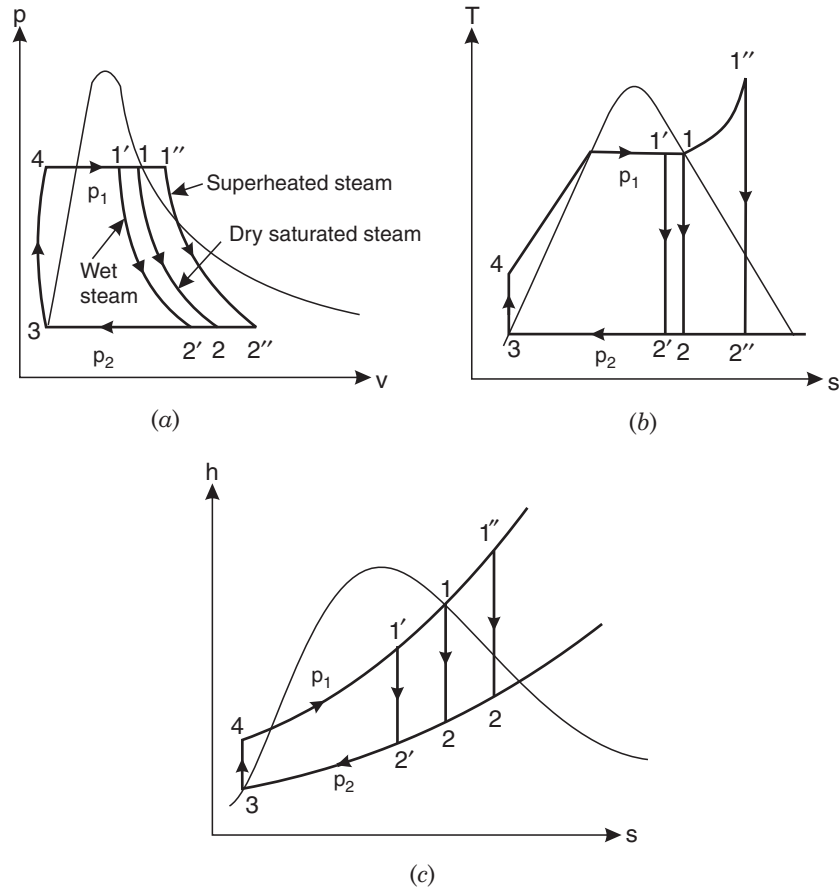 p
4
1′ 1 1″
p1
Superheated steam
Dry saturated steam
Wet
steam
3
p2
2′ 2 2″
v
(a)
T
1″
1′ 1
p1
4
3
p2
2′ 2 2″
s
(b)
h
1″
1
1′
p1
4
2
2
2′
p2
3
s
(c)